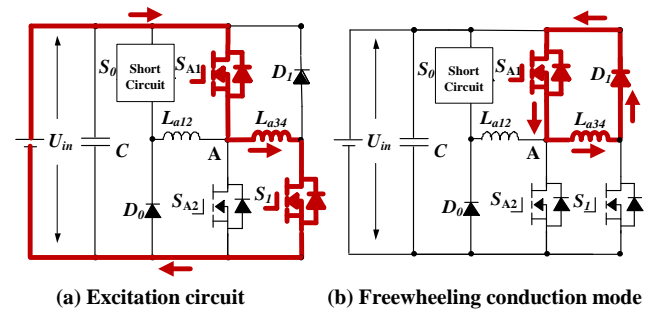 S0
Short
Circuit
SA1
D1
Uin
C
La12
La34
A
D0
SA2
S1
(a) Excitation circuit
S0
Short
Circuit
SA1
D1
Uin
C
La12
La34
A
D0
SA2
S1
(b) Freewheeling conduction mode